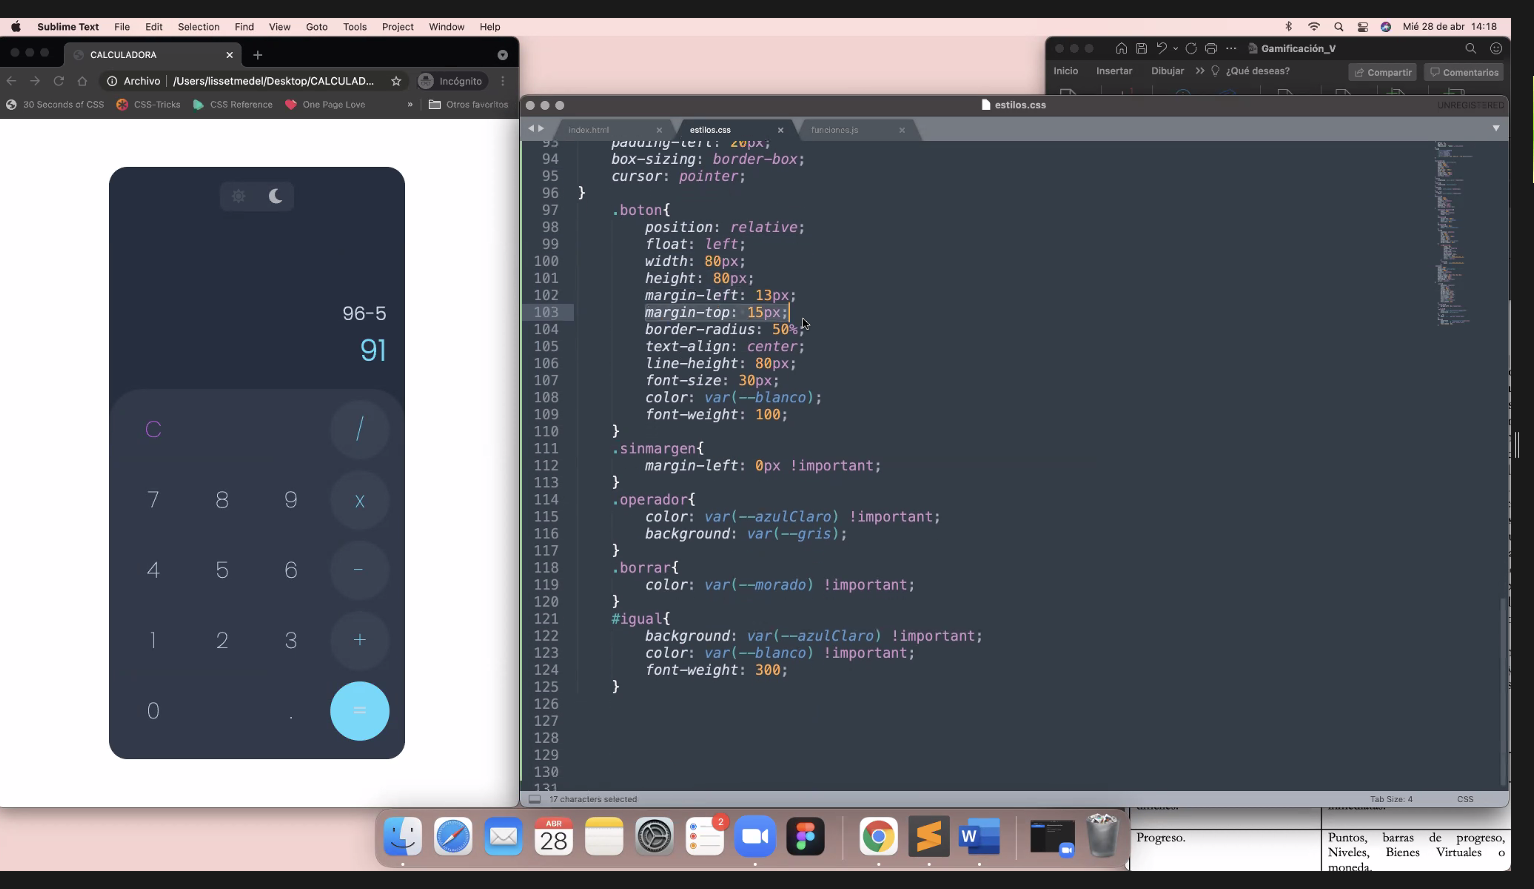 Sublime Text File Edit Selection Find View Goto Tools Project Window Help Mié 28 de abr 14:18
CALCULADORA
Archivo /Users/lissetmedel/Desktop/CALCULAD... Incógnito
30 Seconds of CSS CSS-Tricks CSS Reference One Page Love » Otros favoritos
96-5
91
C /
7 8 9 x
4 5 6 -
1 2 3 +
0 . =
Gamificación_V
Inicio Insertar Dibujar ¿Qué deseas? Compartir Comentarios
estilos.css UNREGISTERED
index.html estilos.css funciones.js
93 padding-left: 20px;
94 box-sizing: border-box;
95 cursor: pointer;
96 }
97 .boton{
98 position: relative;
99 float: left;
100 width: 80px;
101 height: 80px;
102 margin-left: 13px;
103 margin-top: 15px;
104 border-radius: 50%;
105 text-align: center;
106 line-height: 80px;
107 font-size: 30px;
108 color: var(--blanco);
109 font-weight: 100;
110 }
111 .sinmargen{
112 margin-left: 0px !important;
113 }
114 .operador{
115 color: var(--azulClaro) !important;
116 background: var(--gris);
117 }
118 .borrar{
119 color: var(--morado) !important;
120 }
121 #igual{
122 background: var(--azulClaro) !important;
123 color: var(--blanco) !important;
124 font-weight: 300;
125 }
126
127
128
129
130
131
17 characters selected Tab Size: 4 CSS
ABR
28
2
W
Progreso.
Puntos, barras de progreso,
Niveles, Bienes Virtuales o
moneda.